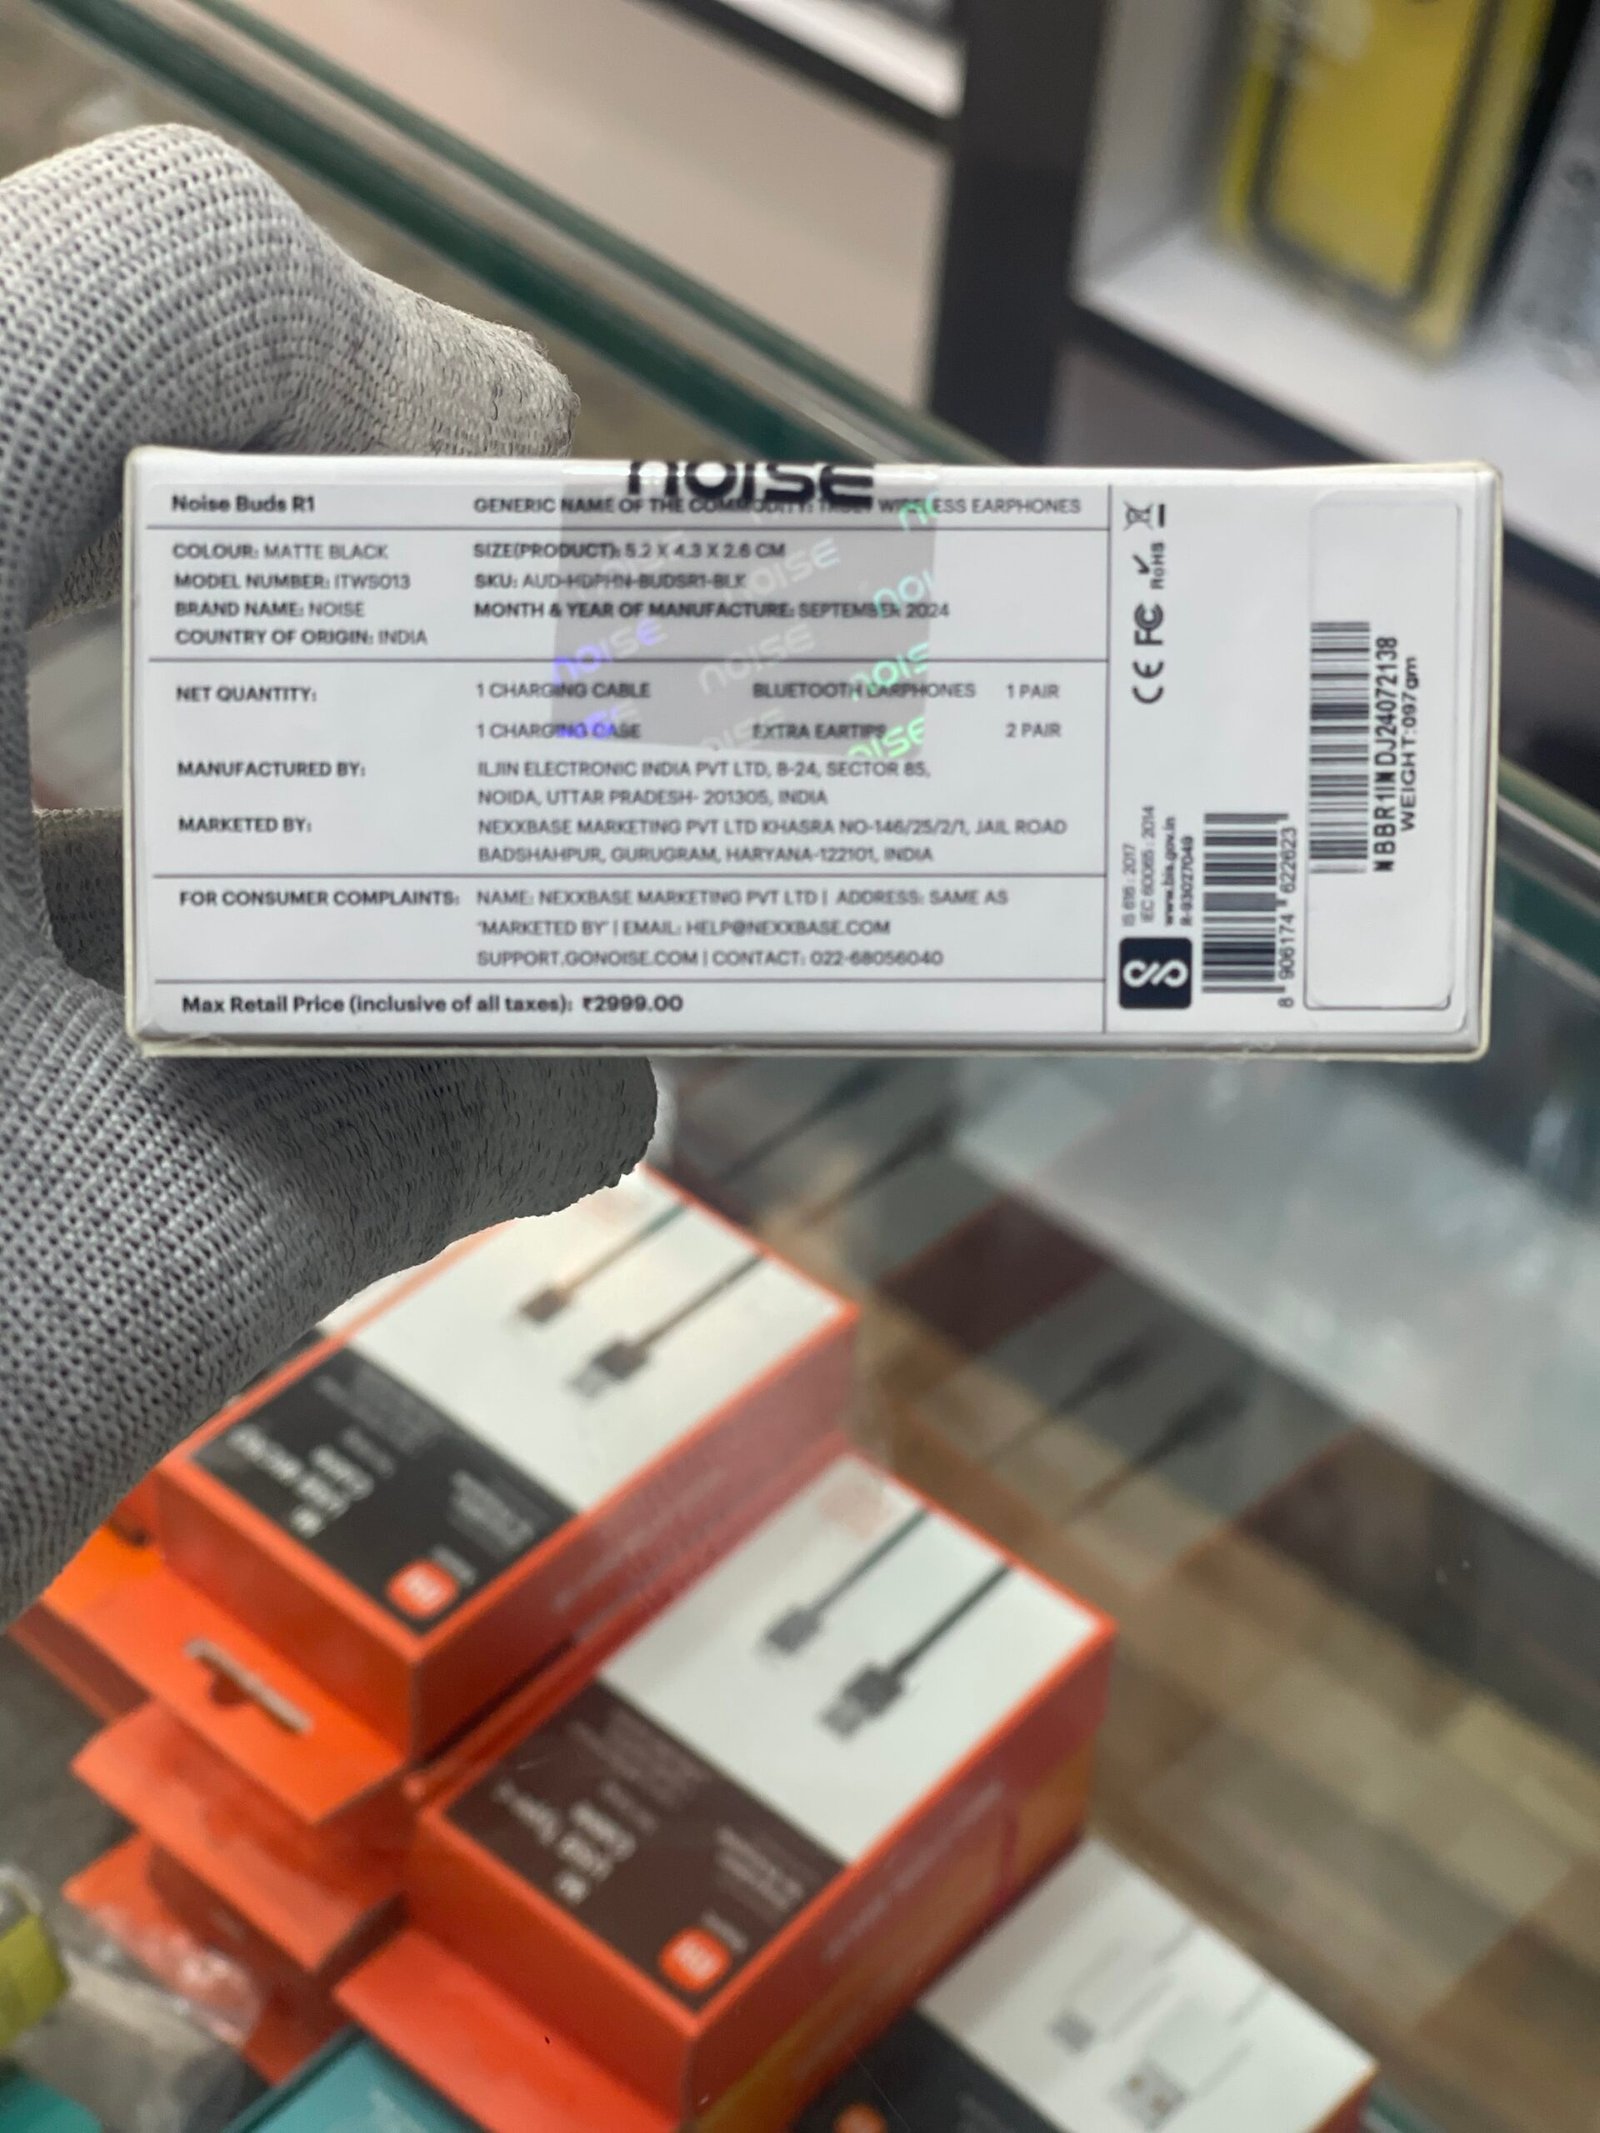 NOISE
Noise Buds R1 GENERIC NAME OF THE COMMODITY: TRULY WIRELESS EARPHONES
COLOUR: MATTE BLACK SIZE(PRODUCT): 5.2 X 4.3 X 2.6 CM
MODEL NUMBER: ITWS013 SKU: AUD-HDPHN-BUDSR1-BLK
BRAND NAME: NOISE MONTH & YEAR OF MANUFACTURE: SEPTEMBER 2024
COUNTRY OF ORIGIN: INDIA
NET QUANTITY: 1 CHARGING CABLE BLUETOOTH EARPHONES 1 PAIR
1 CHARGING CASE EXTRA EARTIPS 2 PAIR
MANUFACTURED BY: ILJIN ELECTRONIC INDIA PVT LTD, B-24, SECTOR 85,
NOIDA, UTTAR PRADESH- 201305, INDIA
MARKETED BY: NEXXBASE MARKETING PVT LTD KHASRA NO-146/25/2/1, JAIL ROAD
BADSHAHPUR, GURUGRAM, HARYANA-122101, INDIA
FOR CONSUMER COMPLAINTS: NAME: NEXXBASE MARKETING PVT LTD | ADDRESS: SAME AS
"MARKETED BY" | EMAIL: HELP@NEXXBASE.COM
SUPPORT.GONOISE.COM | CONTACT: 022-68056040
Max Retail Price (inclusive of all taxes): ₹2999.00
CE FC RoHS
IS 616 : 2017
IEC 60065 : 2014
www.bis.gov.in
R-93027049
8 906174 622623
NBBR1INDJ24072138
WEIGHT:097gm